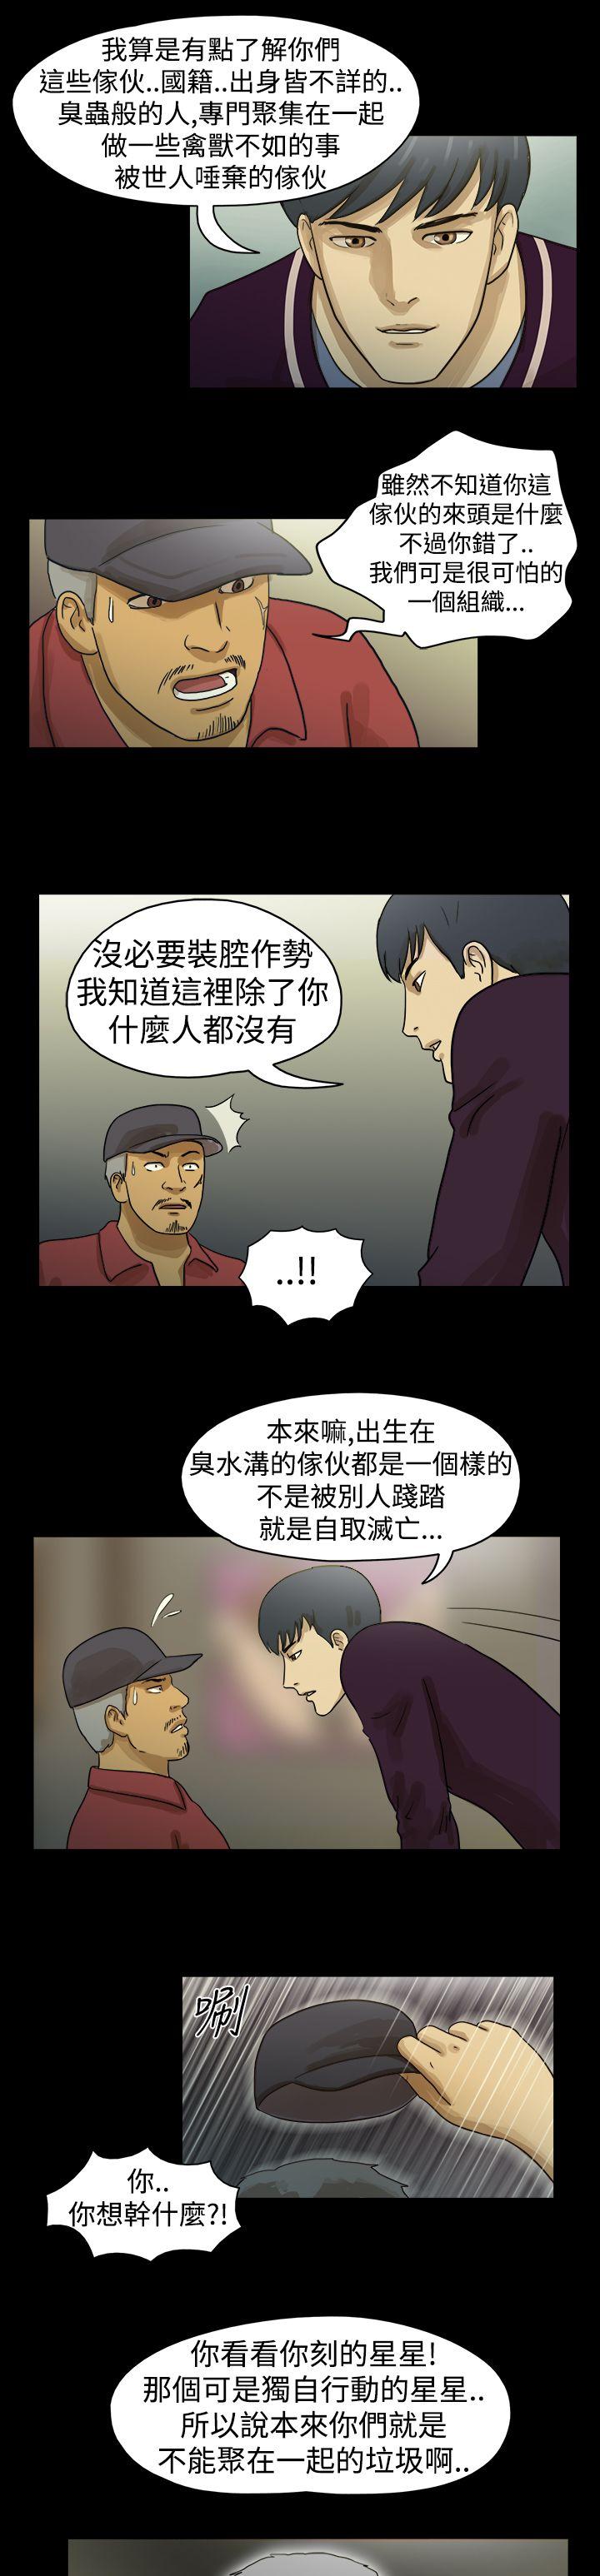 我算是有點了解你們
這些傢伙..國籍..出身皆不詳的..
臭蟲般的人,專門聚集在一起
做一些禽獸不如的事
被世人唾棄的傢伙
雖然不知道你這
傢伙的來頭是什麼
不過你錯了..
我們可是很可怕的
一個組織...
沒必要裝腔作勢
我知道這裡除了你
什麼人都沒有
..!!
本來嘛,出生在
臭水溝的傢伙都是一個樣的
不是被別人踐踏
就是自取滅亡...
唰
你..
你想幹什麼?!
你看看你刻的星星!
那個可是獨自行動的星星..
所以說本來你們就是
不能聚在一起的垃圾啊..